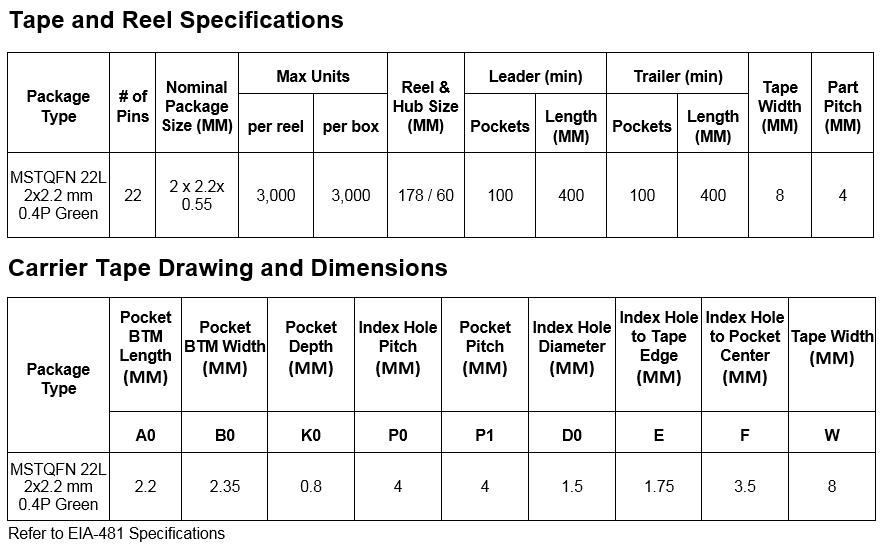 Tape and Reel Specifications
Package Type | # of Pins | Nominal Package Size (MM) | Max Units | Reel & Hub Size (MM) | Leader (min) | Trailer (min) | Tape Width (MM) | Part Pitch (MM)
per reel | per box | Pockets | Length (MM) | Pockets | Length (MM)
MSTQFN 22L 2x2.2 mm 0.4P Green | 22 | 2 x 2.2x 0.55 | 3,000 | 3,000 | 178 / 60 | 100 | 400 | 100 | 400 | 8 | 4
Carrier Tape Drawing and Dimensions
Package Type | Pocket BTM Length (MM) | Pocket BTM Width (MM) | Pocket Depth (MM) | Index Hole Pitch (MM) | Pocket Pitch (MM) | Index Hole Diameter (MM) | Index Hole to Tape Edge (MM) | Index Hole to Pocket Center (MM) | Tape Width (MM)
A0 | B0 | K0 | P0 | P1 | D0 | E | F | W
MSTQFN 22L 2x2.2 mm 0.4P Green | 2.2 | 2.35 | 0.8 | 4 | 4 | 1.5 | 1.75 | 3.5 | 8
Refer to EIA-481 Specifications